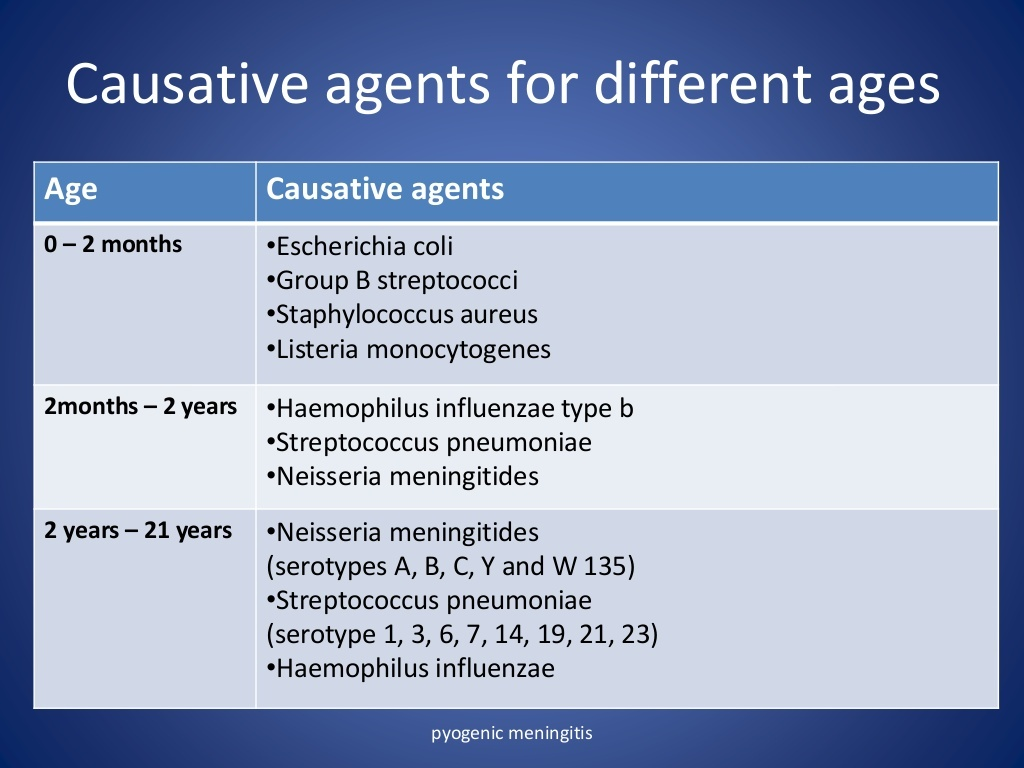 Causative agents for different ages
Age
Causative agents
0 – 2 months
•Escherichia coli
•Group B streptococci
•Staphylococcus aureus
•Listeria monocytogenes
2months – 2 years
•Haemophilus influenzae type b
•Streptococcus pneumoniae
•Neisseria meningitides
2 years – 21 years
•Neisseria meningitides
(serotypes A, B, C, Y and W 135)
•Streptococcus pneumoniae
(serotype 1, 3, 6, 7, 14, 19, 21, 23)
•Haemophilus influenzae
pyogenic meningitis